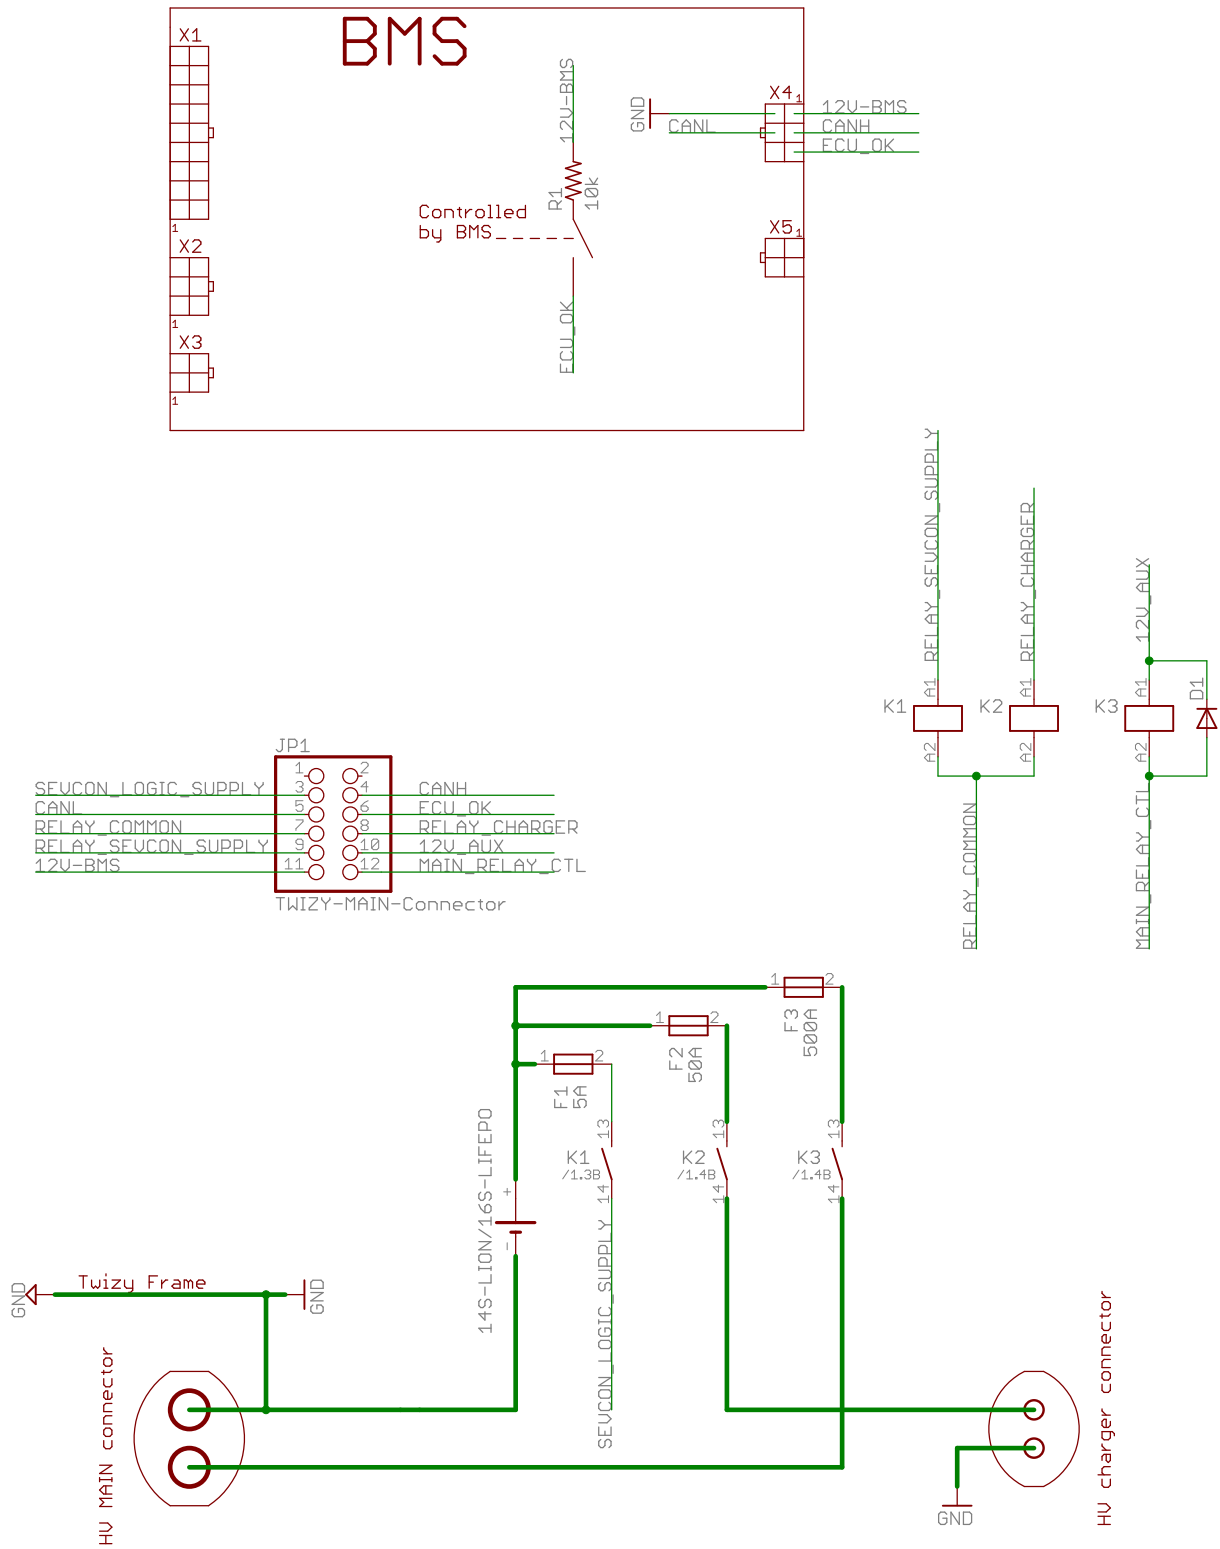 BMS
X1
1
X2
1
X3
1
12V-BMS
R1
10k
Controlled
by BMS
ECU_OK
GND
CANL
X4
1
12V-BMS
CANH
ECU_OK
X5
1
RELAY_SEVCON_SUPPLY
RELAY_CHARGER
12V_AUX
K1
A1
A2
K2
A1
A2
K3
A1
A2
D1
RELAY_COMMON
MAIN_RELAY_CTL
JP1
1
2
SEVCON_LOGIC_SUPPLY
3
4
CANH
CANL
5
6
ECU_OK
RELAY_COMMON
7
8
RELAY_CHARGER
RELAY_SEVCON_SUPPLY
9
10
12V_AUX
12V-BMS
11
12
MAIN_RELAY_CTL
TWIZY-MAIN-Connector
1
2
F3
500A
1
2
F2
50A
1
2
F1
5A
14S-LION/16S-LIFEPO
+
-
13
K1
/1.3B
14
SEVCON_LOGIC_SUPPLY
13
K2
/1.4B
14
13
K3
/1.4B
14
GND
Twizy Frame
GND
HV MAIN connector
HV charger connector
GND